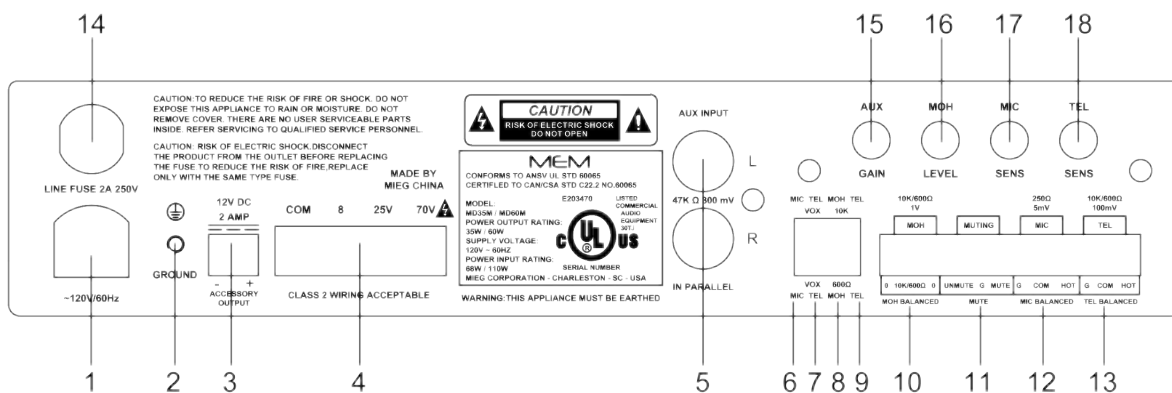 14 15 16 17 18
CAUTION: TO REDUCE THE RISK OF FIRE OR SHOCK. DO NOT
EXPOSE THIS APPLIANCE TO RAIN OR MOISTURE. DO NOT
REMOVE COVER. THERE ARE NO USER SERVICEABLE PARTS
INSIDE. REFER SERVICING TO QUALIFIED SERVICE PERSONNEL.
CAUTION: RISK OF ELECTRIC SHOCK.DISCONNECT
THE PRODUCT FROM THE OUTLET BEFORE REPLACING
THE FUSE TO REDUCE THE RISK OF FIRE,REPLACE
ONLY WITH THE SAME TYPE FUSE.
MADE BY
MIEG CHINA
LINE FUSE 2A 250V
~120V/60Hz
GROUND
12V DC
2 AMP
- +
ACCESSORY
OUTPUT
COM 8 25V 70V
CLASS 2 WIRING ACCEPTABLE
CAUTION
RISK OF ELECTRIC SHOCK
DO NOT OPEN
MEM
CONFORMS TO ANSV UL STD 60065
CERTIFIED TO CAN/CSA STD C22.2 NO.60065
MODEL:
MD35M / MD60M
POWER OUTPUT RATING:
35W / 60W
SUPPLY VOLTAGE:
120V ~ 60HZ
POWER INPUT RATING:
68W / 110W
E203470
LISTED
COMMERCIAL
AUDIO
EQUIPMENT
C UL ® US
SERIAL NUMBER
MIEG CORPORATION - CHARLESTON - SC - USA
WARNING: THIS APPLIANCE MUST BE EARTHED
AUX INPUT
L
47K Ω 300 mV
R
IN PARALLEL
AUX MOH MIC TEL
GAIN LEVEL SENS SENS
MIC TEL MOH TEL
VOX 10K
VOX 600Ω
MIC TEL MOH TEL
10K/600Ω 250Ω 10K/600Ω
1V 5mV 100mV
MOH MUTING MIC TEL
0 10K/600Ω 0 UNMUTE G MUTE G COM HOT G COM HOT
MOH BALANCED MUTE MIC BALANCED TEL BALANCED
1 2 3 4 5 6 7 8 9 10 11 12 13